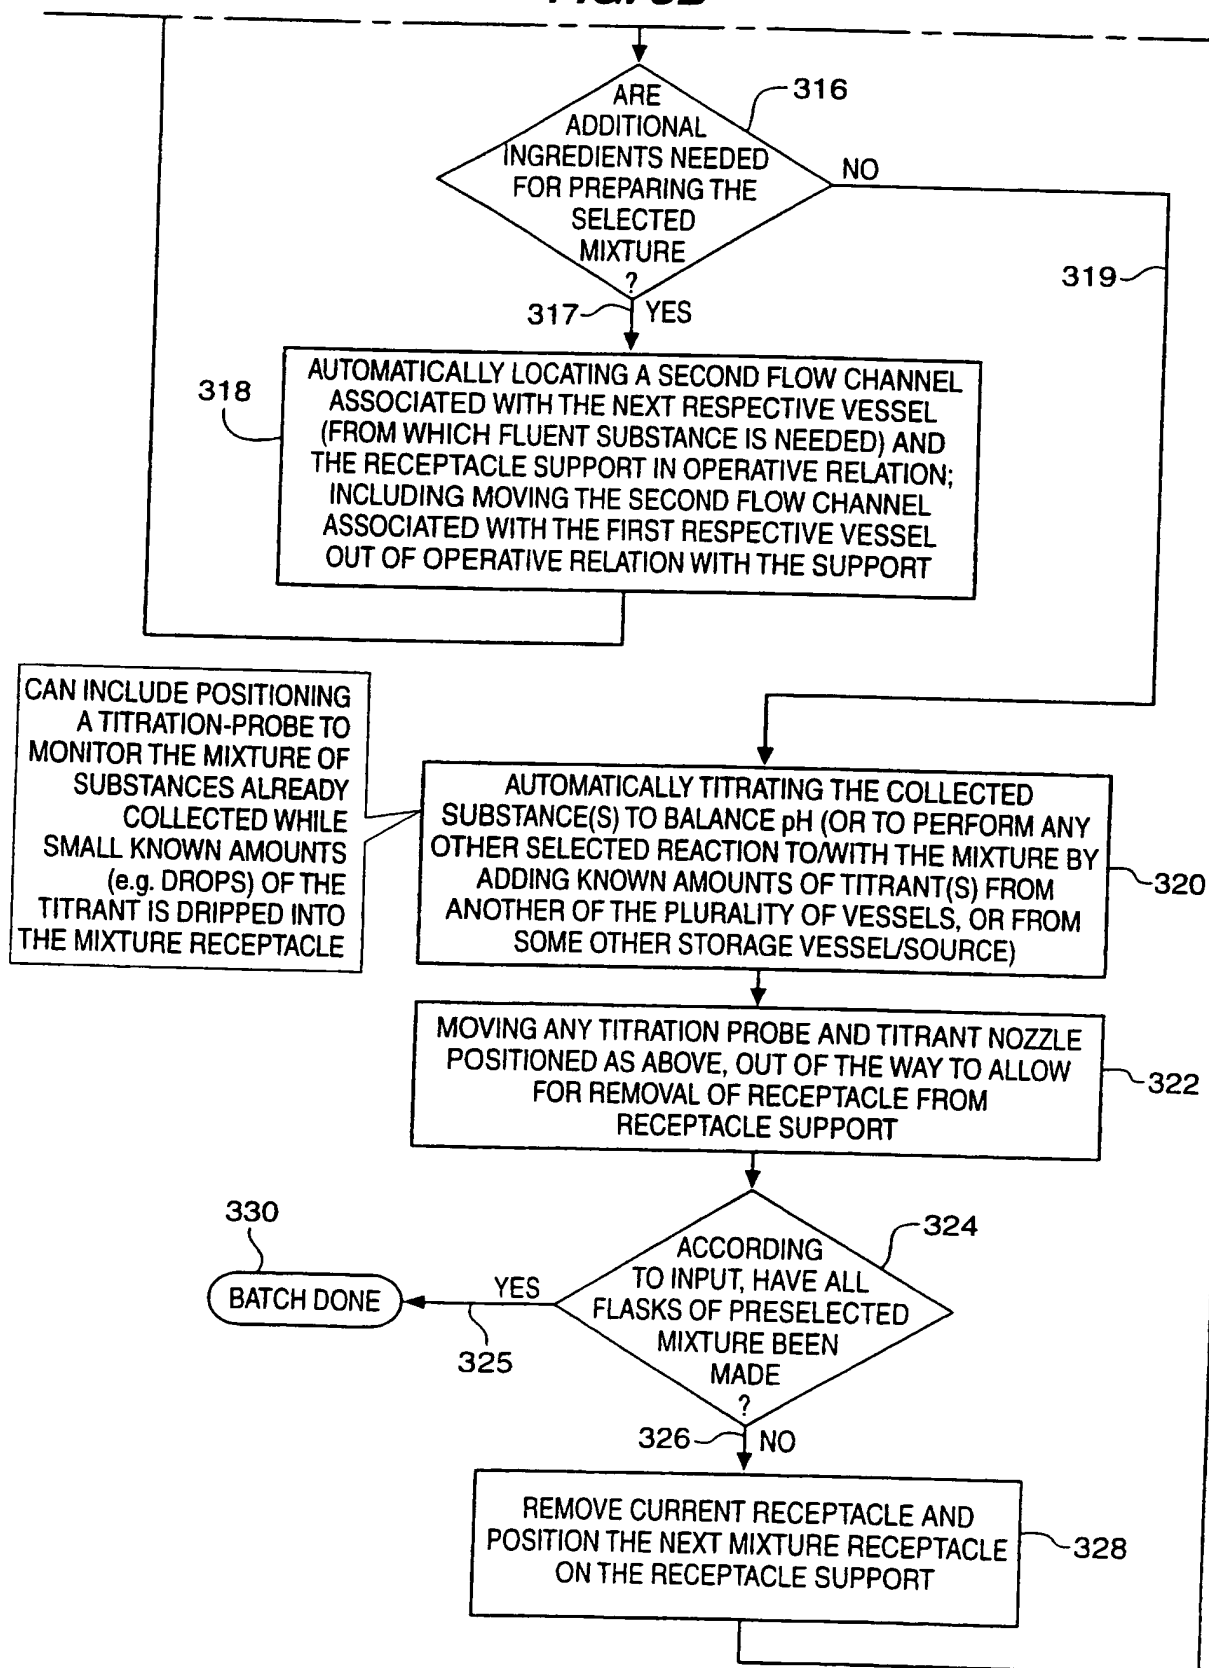 ARE
ADDITIONAL
INGREDIENTS NEEDED
FOR PREPARING THE
SELECTED
MIXTURE
?
316
NO
319
317
YES
318
AUTOMATICALLY LOCATING A SECOND FLOW CHANNEL
ASSOCIATED WITH THE NEXT RESPECTIVE VESSEL
(FROM WHICH FLUENT SUBSTANCE IS NEEDED) AND
THE RECEPTACLE SUPPORT IN OPERATIVE RELATION;
INCLUDING MOVING THE SECOND FLOW CHANNEL
ASSOCIATED WITH THE FIRST RESPECTIVE VESSEL
OUT OF OPERATIVE RELATION WITH THE SUPPORT
CAN INCLUDE POSITIONING
A TITRATION-PROBE TO
MONITOR THE MIXTURE OF
SUBSTANCES ALREADY
COLLECTED WHILE
SMALL KNOWN AMOUNTS
(e.g. DROPS) OF THE
TITRANT IS DRIPPED INTO
THE MIXTURE RECEPTACLE
AUTOMATICALLY TITRATING THE COLLECTED
SUBSTANCE(S) TO BALANCE pH (OR TO PERFORM ANY
OTHER SELECTED REACTION TO/WITH THE MIXTURE BY
ADDING KNOWN AMOUNTS OF TITRANT(S) FROM
ANOTHER OF THE PLURALITY OF VESSELS, OR FROM
SOME OTHER STORAGE VESSEL/SOURCE)
320
MOVING ANY TITRATION PROBE AND TITRANT NOZZLE
POSITIONED AS ABOVE, OUT OF THE WAY TO ALLOW
FOR REMOVAL OF RECEPTACLE FROM
RECEPTACLE SUPPORT
322
330
BATCH DONE
YES
325
ACCORDING
TO INPUT, HAVE ALL
FLASKS OF PRESELECTED
MIXTURE BEEN
MADE
?
324
326
NO
REMOVE CURRENT RECEPTACLE AND
POSITION THE NEXT MIXTURE RECEPTACLE
ON THE RECEPTACLE SUPPORT
328